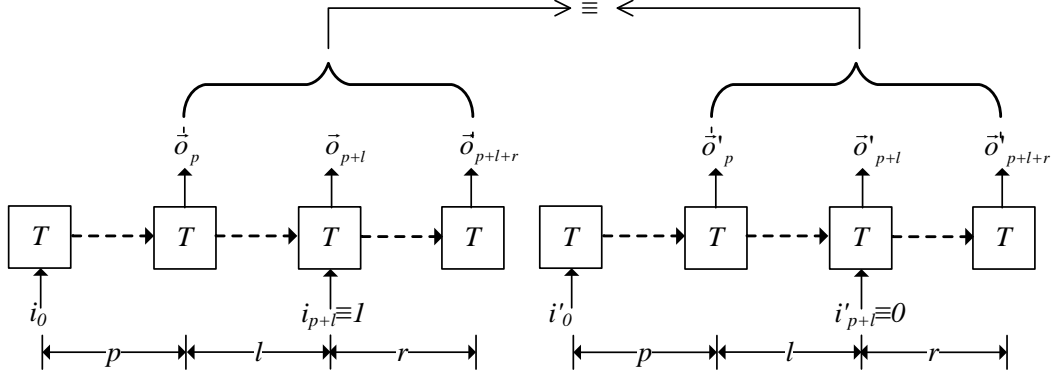 ≡
o⃗_p o⃗_{p+l} o⃗_{p+l+r} o⃗'_p o⃗'_{p+l} o⃗'_{p+l+r}
T T T T T T T T
i_0 i_{p+l}≡1 i'_0 i'_{p+l}≡0
p l r p l r